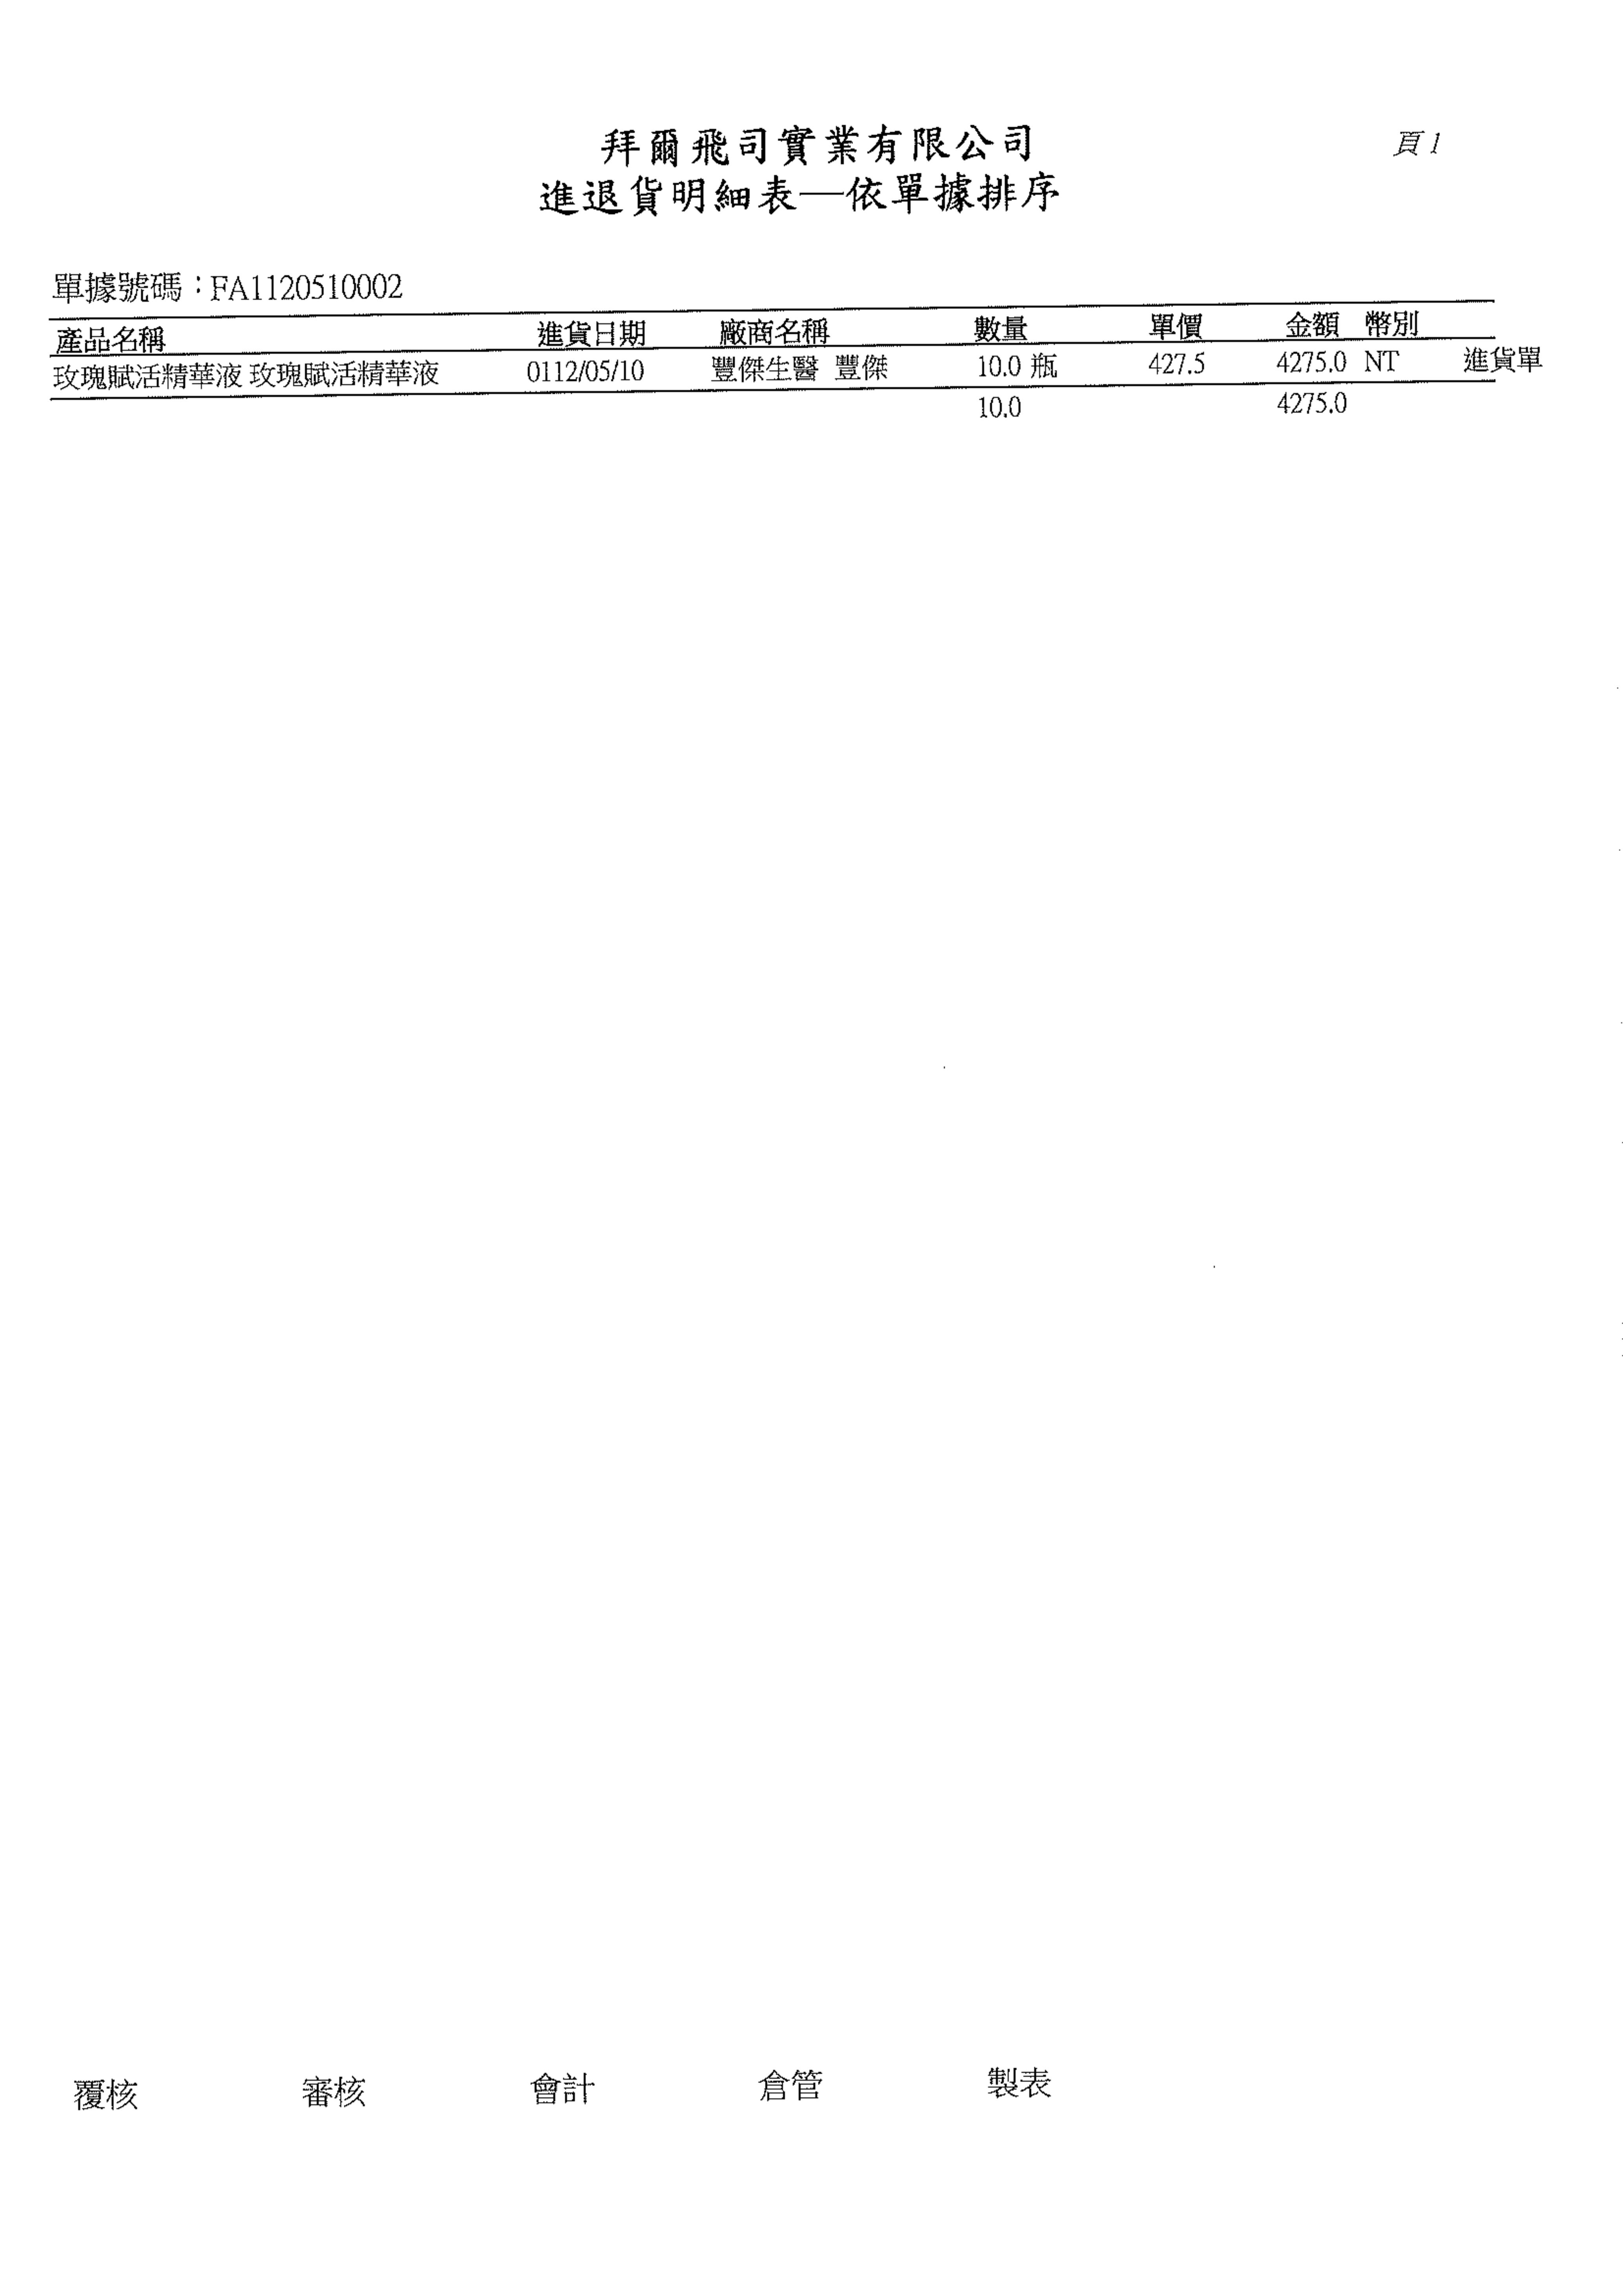 拜爾飛司實業有限公司
頁 1
進退貨明細表—依單據排序
單據號碼：FA1120510002
產品名稱 進貨日期 廠商名稱 數量 單價 金額 幣別
玫瑰賦活精華液 玫瑰賦活精華液 0112/05/10 豐傑生醫 豐傑 10.0 瓶 427.5 4275.0 NT 進貨單
10.0 4275.0
覆核 審核 會計 倉管 製表